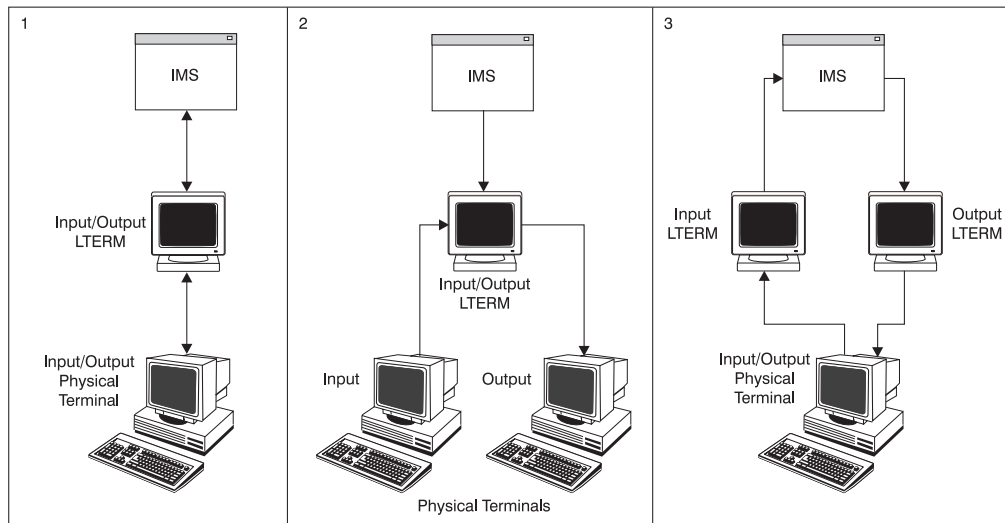 1
IMS
Input/Output
LTERM
Input/Output
Physical
Terminal
2
IMS
Input/Output
LTERM
Input
Output
Physical Terminals
3
IMS
Input
LTERM
Output
LTERM
Input/Output
Physical
Terminal